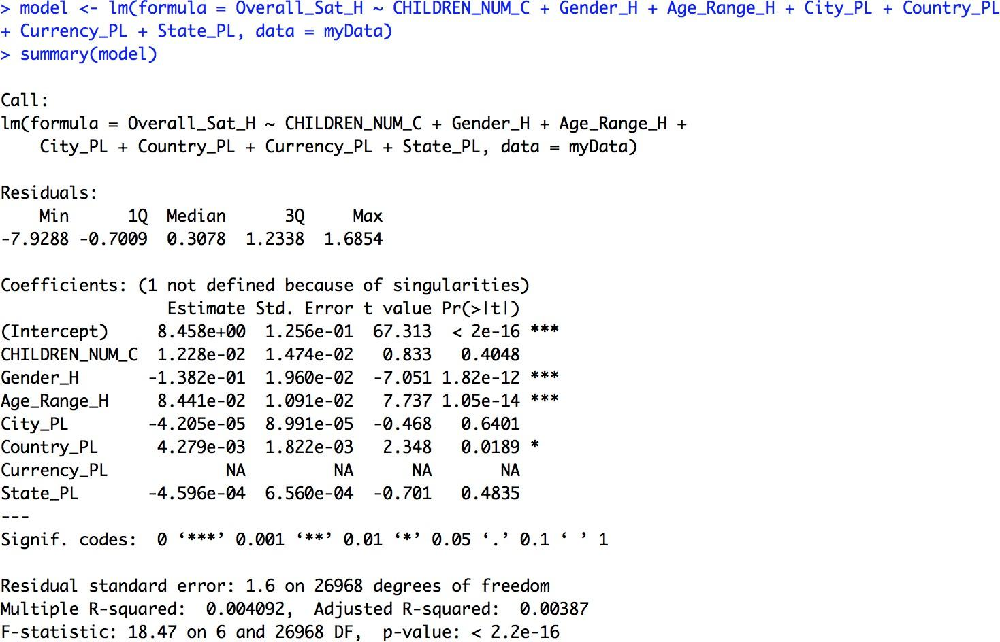 > model <- lm(formula = Overall_Sat_H ~ CHILDREN_NUM_C + Gender_H + Age_Range_H + City_PL + Country_PL
+ Currency_PL + State_PL, data = myData)
> summary(model)
Call:
lm(formula = Overall_Sat_H ~ CHILDREN_NUM_C + Gender_H + Age_Range_H +
    City_PL + Country_PL + Currency_PL + State_PL, data = myData)
Residuals:
    Min      1Q  Median      3Q     Max
-7.9288 -0.7009  0.3078  1.2338  1.6854
Coefficients: (1 not defined because of singularities)
                 Estimate Std. Error t value Pr(>|t|)
(Intercept)     8.458e+00  1.256e-01  67.313  < 2e-16 ***
CHILDREN_NUM_C  1.228e-02  1.474e-02   0.833   0.4048
Gender_H       -1.382e-01  1.960e-02  -7.051 1.82e-12 ***
Age_Range_H     8.441e-02  1.091e-02   7.737 1.05e-14 ***
City_PL        -4.205e-05  8.991e-05  -0.468   0.6401
Country_PL      4.279e-03  1.822e-03   2.348   0.0189 *
Currency_PL            NA         NA      NA       NA
State_PL       -4.596e-04  6.560e-04  -0.701   0.4835
---
Signif. codes:  0 ‘***’ 0.001 ‘**’ 0.01 ‘*’ 0.05 ‘.’ 0.1 ‘ ’ 1
Residual standard error: 1.6 on 26968 degrees of freedom
Multiple R-squared:  0.004092,  Adjusted R-squared:  0.00387
F-statistic: 18.47 on 6 and 26968 DF,  p-value: < 2.2e-16